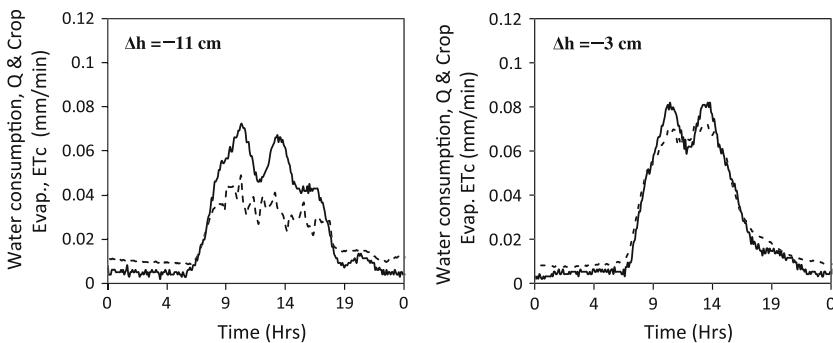 Water consumption, Q & Crop
Evap., ETc (mm/min)
0.12
0.1
0.08
0.06
0.04
0.02
0
Δh =−11 cm
0 4 9 14 19 0
Time (Hrs)
Water consumption, Q & Crop
Evap. ETc (mm/min)
0.12
0.1
0.08
0.06
0.04
0.02
0
Δh =−3 cm
0 4 9 14 19 0
Time (Hrs)